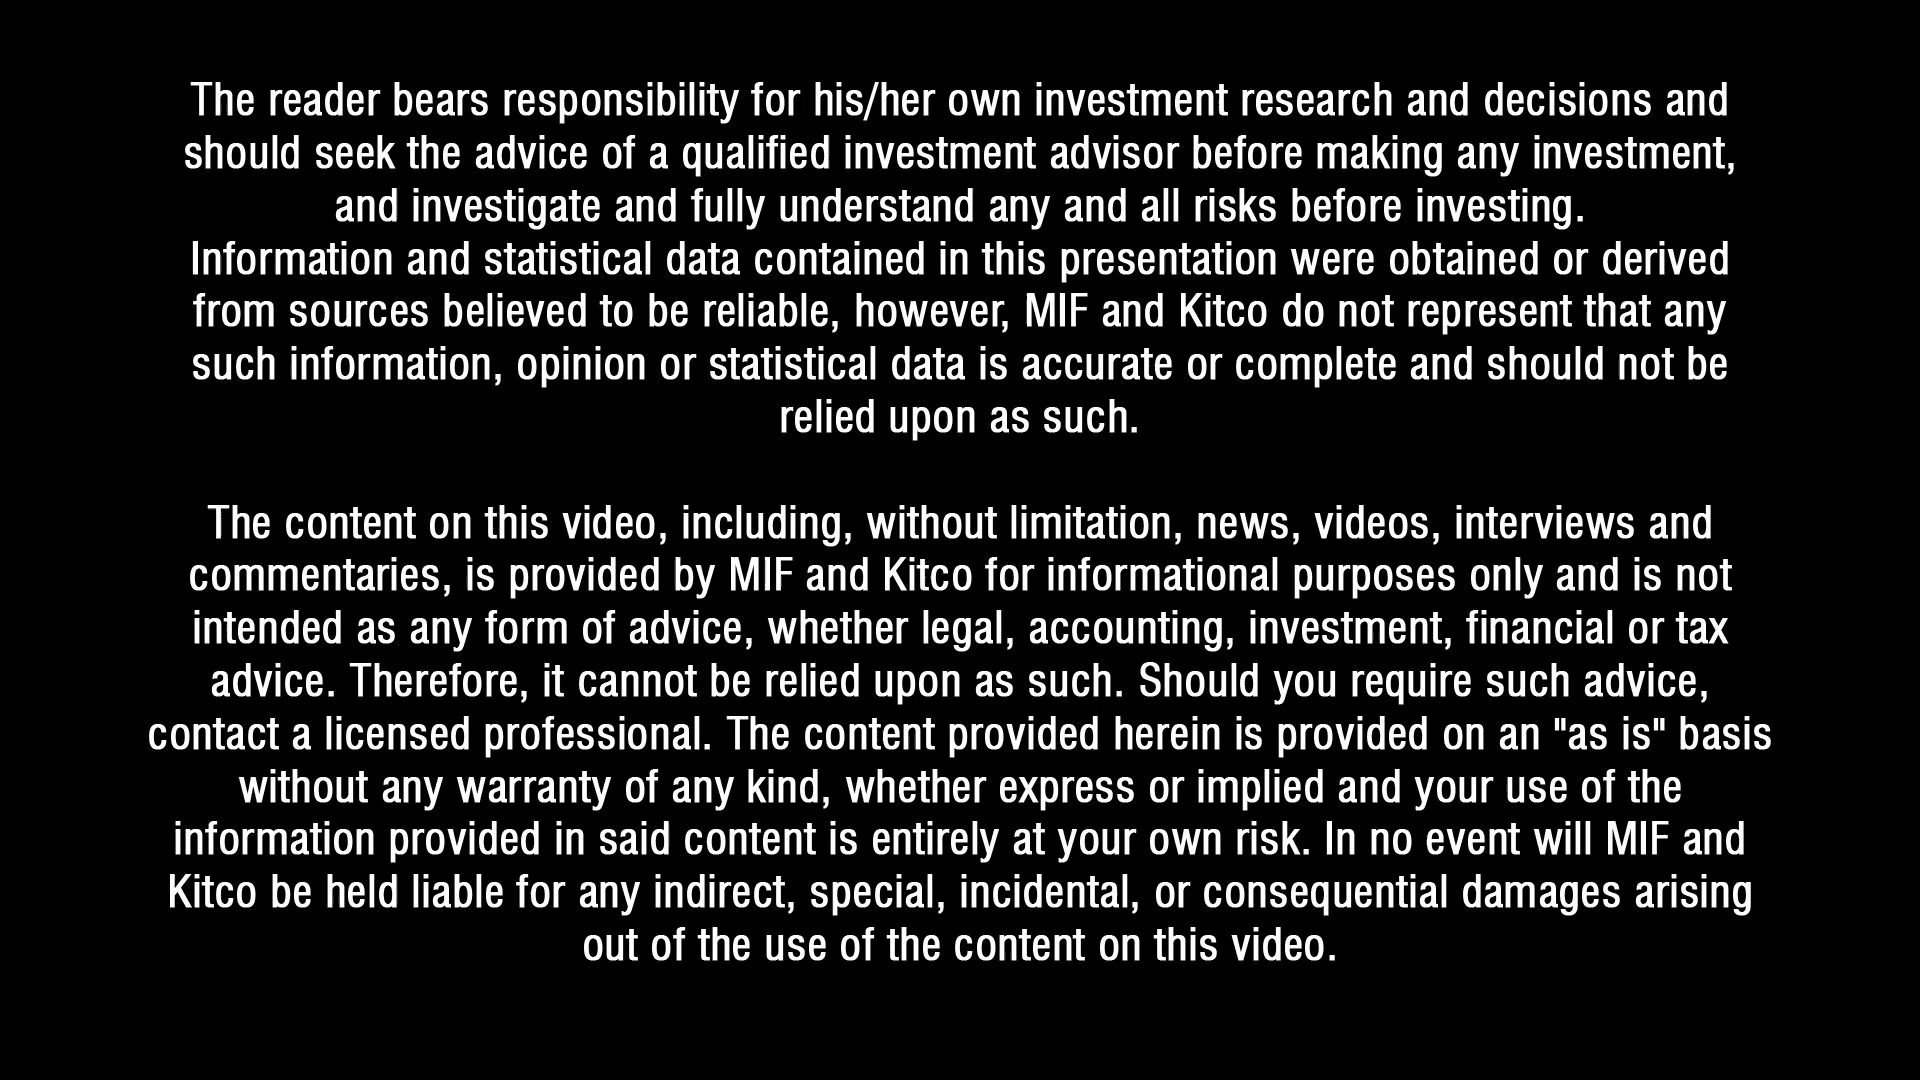 The reader bears responsibility for his/her own investment research and decisions and
should seek the advice of a qualified investment advisor before making any investment,
and investigate and fully understand any and all risks before investing.
Information and statistical data contained in this presentation were obtained or derived
from sources believed to be reliable, however, MIF and Kitco do not represent that any
such information, opinion or statistical data is accurate or complete and should not be
relied upon as such.
The content on this video, including, without limitation, news, videos, interviews and
commentaries, is provided by MIF and Kitco for informational purposes only and is not
intended as any form of advice, whether legal, accounting, investment, financial or tax
advice. Therefore, it cannot be relied upon as such. Should you require such advice,
contact a licensed professional. The content provided herein is provided on an "as is" basis
without any warranty of any kind, whether express or implied and your use of the
information provided in said content is entirely at your own risk. In no event will MIF and
Kitco be held liable for any indirect, special, incidental, or consequential damages arising
out of the use of the content on this video.